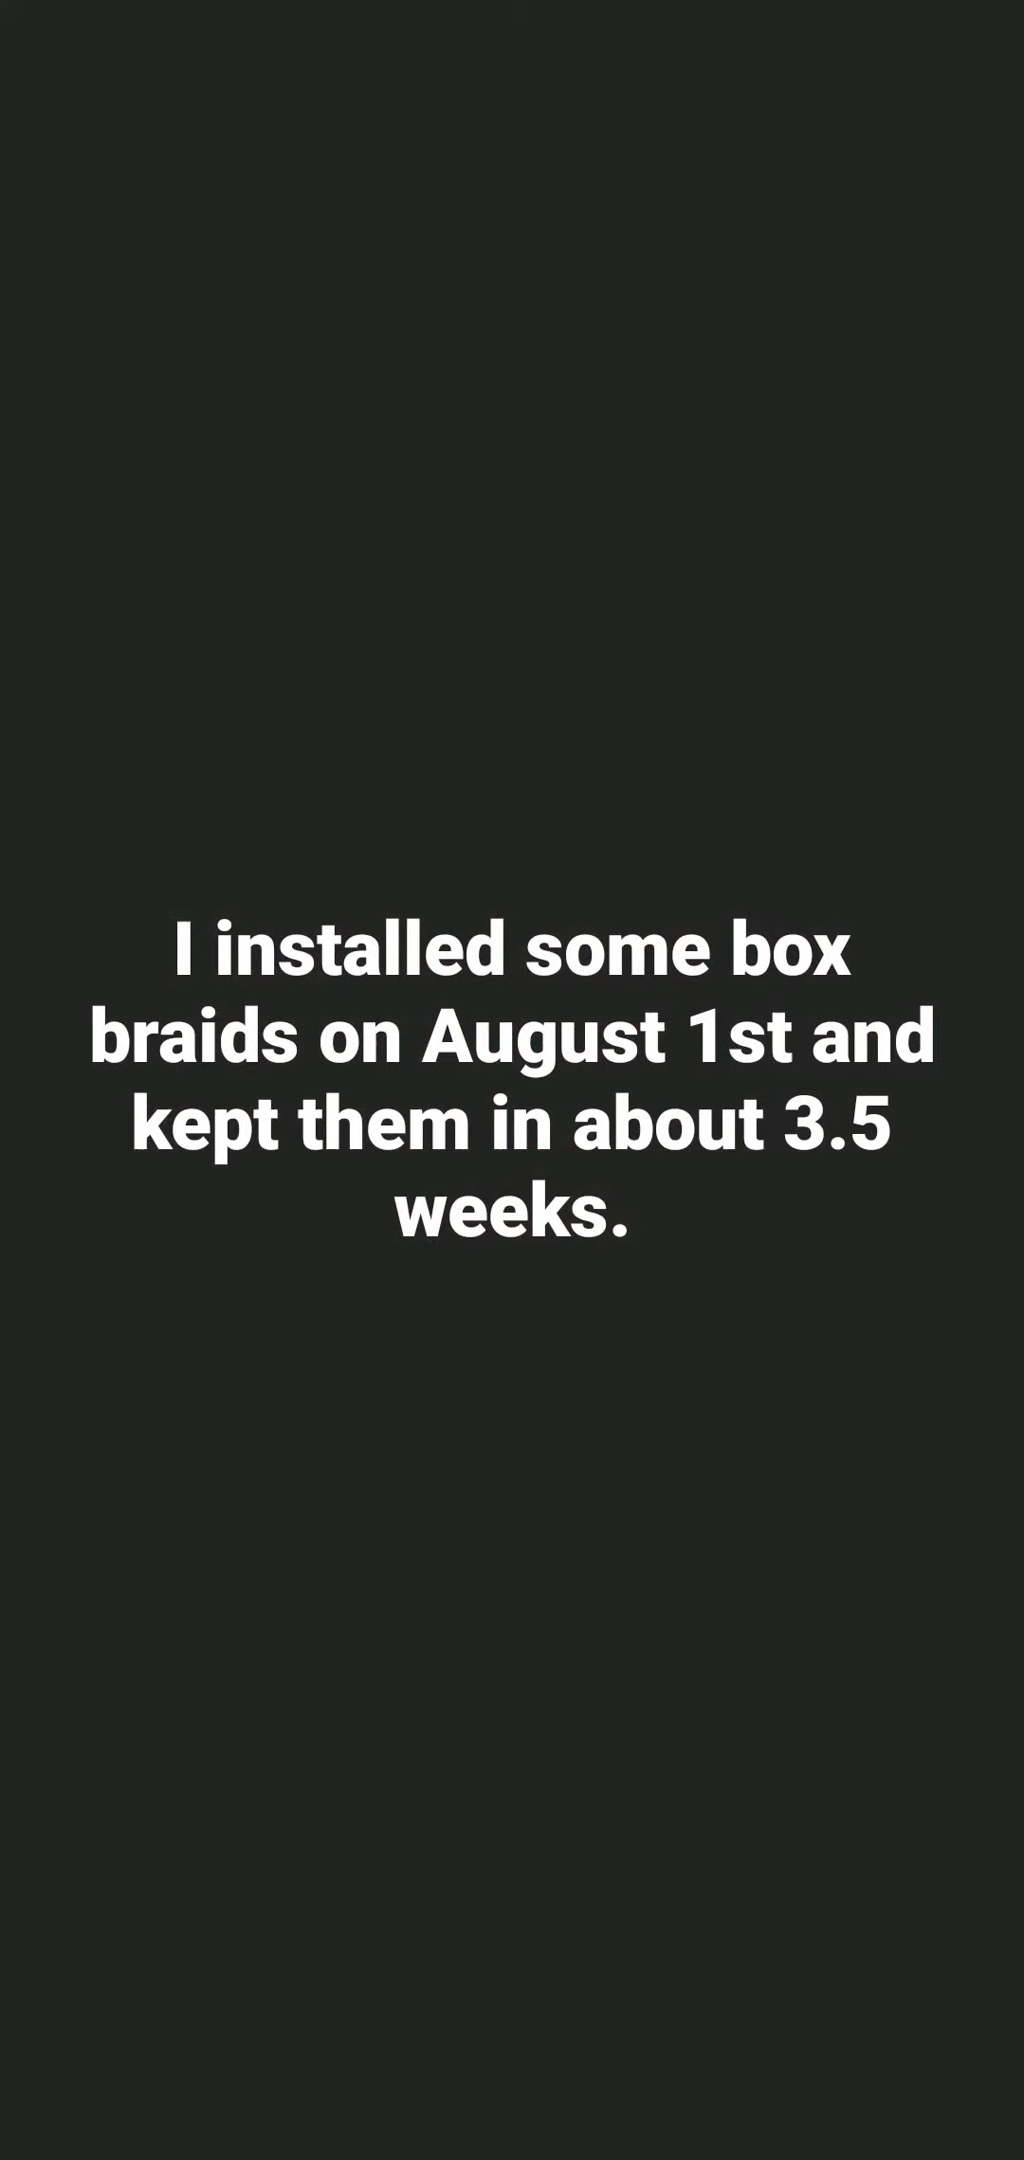 I installed some box
braids on August 1st and
kept them in about 3.5
weeks.